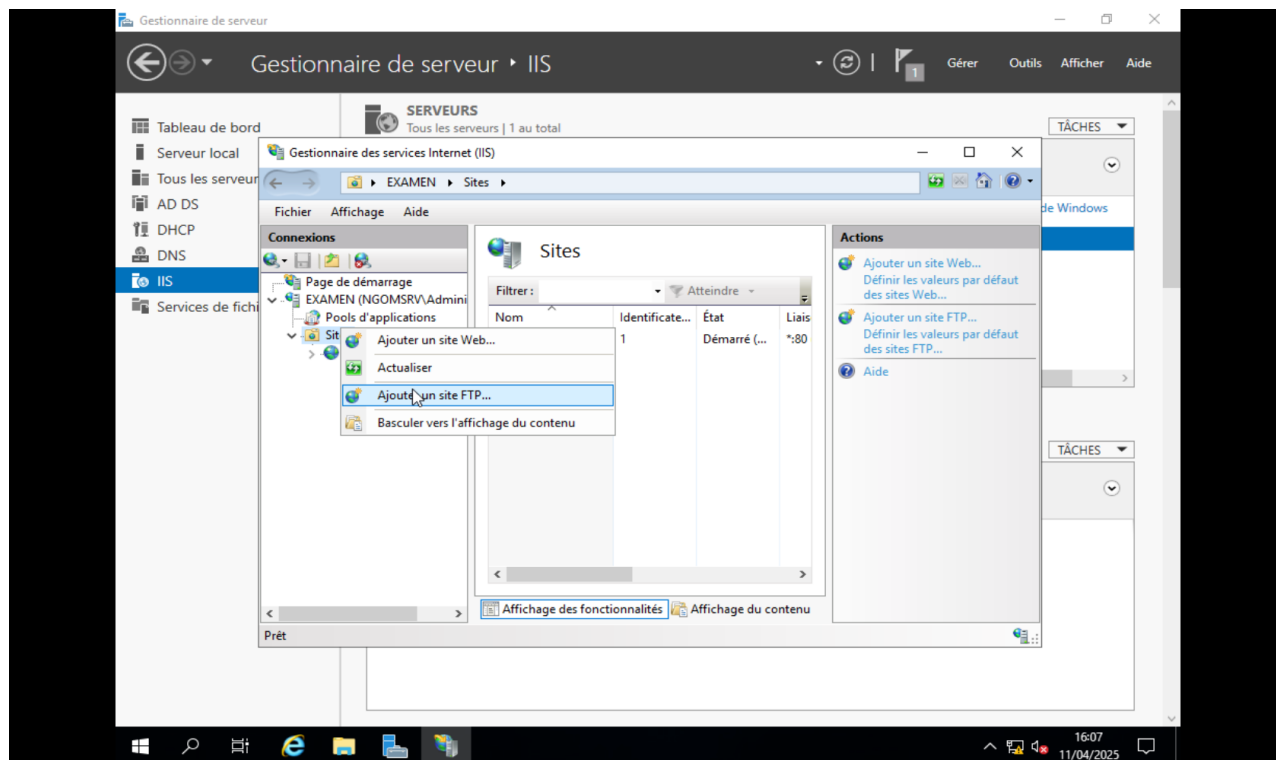 Gestionnaire de serveur
Gestionnaire de serveur ‣ IIS
1
Gérer
Outils
Afficher
Aide
Tableau de bord
Serveur local
Tous les serveur
AD DS
DHCP
DNS
IIS
Services de fichi
SERVEURS
Tous les serveurs | 1 au total
TÂCHES
de Windows
TÂCHES
Gestionnaire des services Internet (IIS)
EXAMEN ‣ Sites ‣
Fichier Affichage Aide
Connexions
Page de démarrage
EXAMEN (NGOMSRV\Admini
Pools d'applications
Sit
Ajouter un site Web...
Actualiser
Ajouter un site FTP...
Basculer vers l'affichage du contenu
Sites
Filtrer :
Atteindre
Nom Identificate... État Liais
1 Démarré (... *:80
Affichage des fonctionnalités
Affichage du contenu
Actions
Ajouter un site Web...
Définir les valeurs par défaut
des sites Web...
Ajouter un site FTP...
Définir les valeurs par défaut
des sites FTP...
Aide
Prêt
16:07
11/04/2025